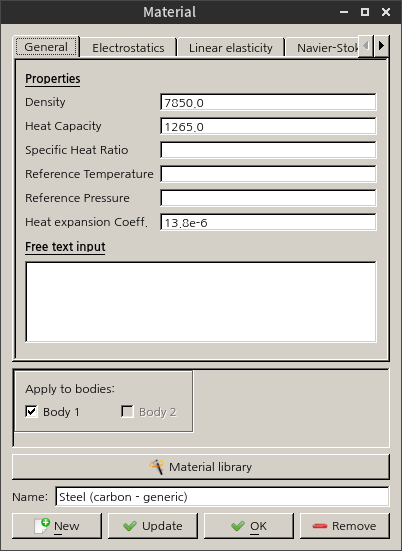 Material
General Electrostatics Linear elasticity Navier-Stok
Properties
Density 7850.0
Heat Capacity 1265.0
Specific Heat Ratio
Reference Temperature
Reference Pressure
Heat expansion Coeff. 13.8e-6
Free text input
Apply to bodies:
Body 1 Body 2
Material library
Name: Steel (carbon - generic)
New Update OK Remove